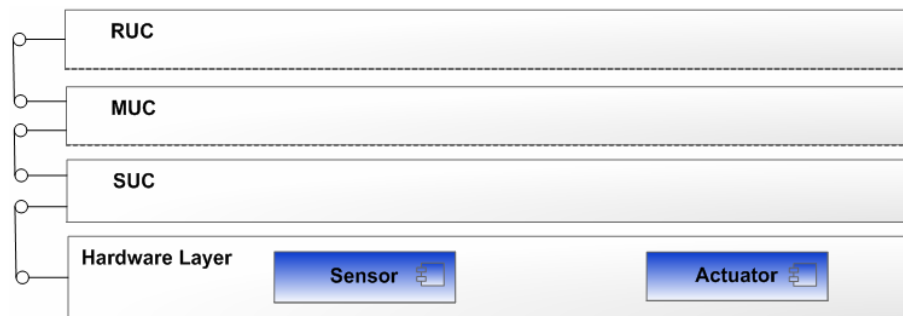 RUC
MUC
SUC
Hardware Layer
Sensor
Actuator